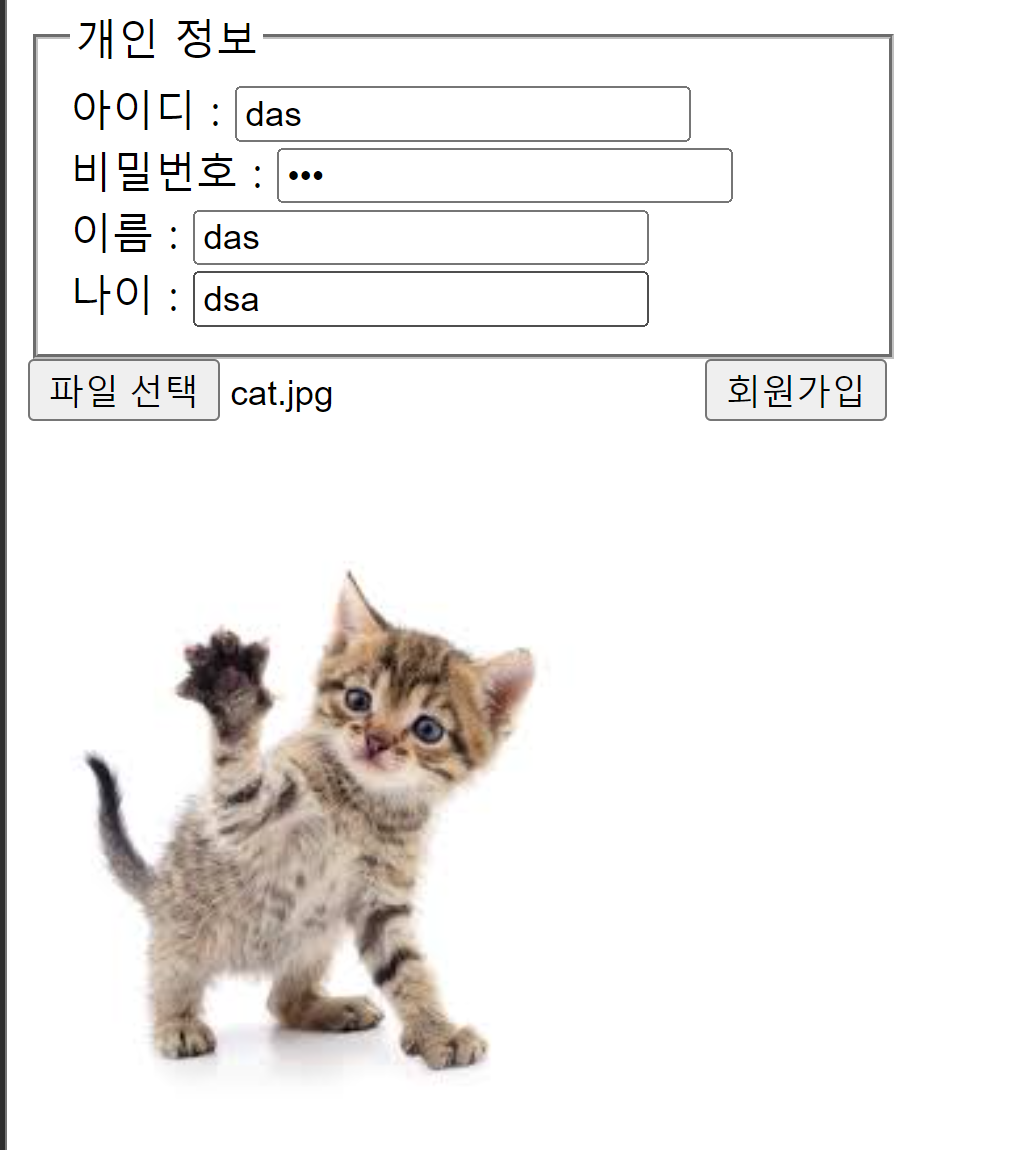 개인 정보
아이디 : das
비밀번호 : •••
이름 : das
나이 : dsa
파일 선택 cat.jpg 회원가입